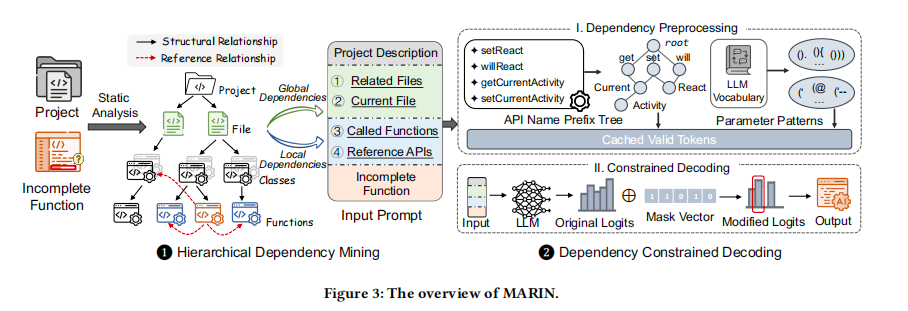 Structural Relationship
Reference Relationship
Project
Static
Analysis
Incomplete
Function
Project
File
Classes
Functions
Global
Dependencies
Local
Dependencies
Project Description
① Related Files
② Current File
③ Called Functions
④ Reference APIs
Incomplete
Function
Input Prompt
❶ Hierarchical Dependency Mining
I. Dependency Preprocessing
✦ setReact
✦ willReact
✦ getCurrentActivity
✦ setCurrentActivity
root
get set will
Current
React
Activity
API Name Prefix Tree
LLM
Vocabulary
(). (){ ()))
...
(' (@ ('--
...
Parameter Patterns
Cached Valid Tokens
II. Constrained Decoding
1 1 0 1 0
AI
Input
LLM
Original Logits
Mask Vector
Modified Logits
Output
❷ Dependency Constrained Decoding
Figure 3: The overview of MARIN.